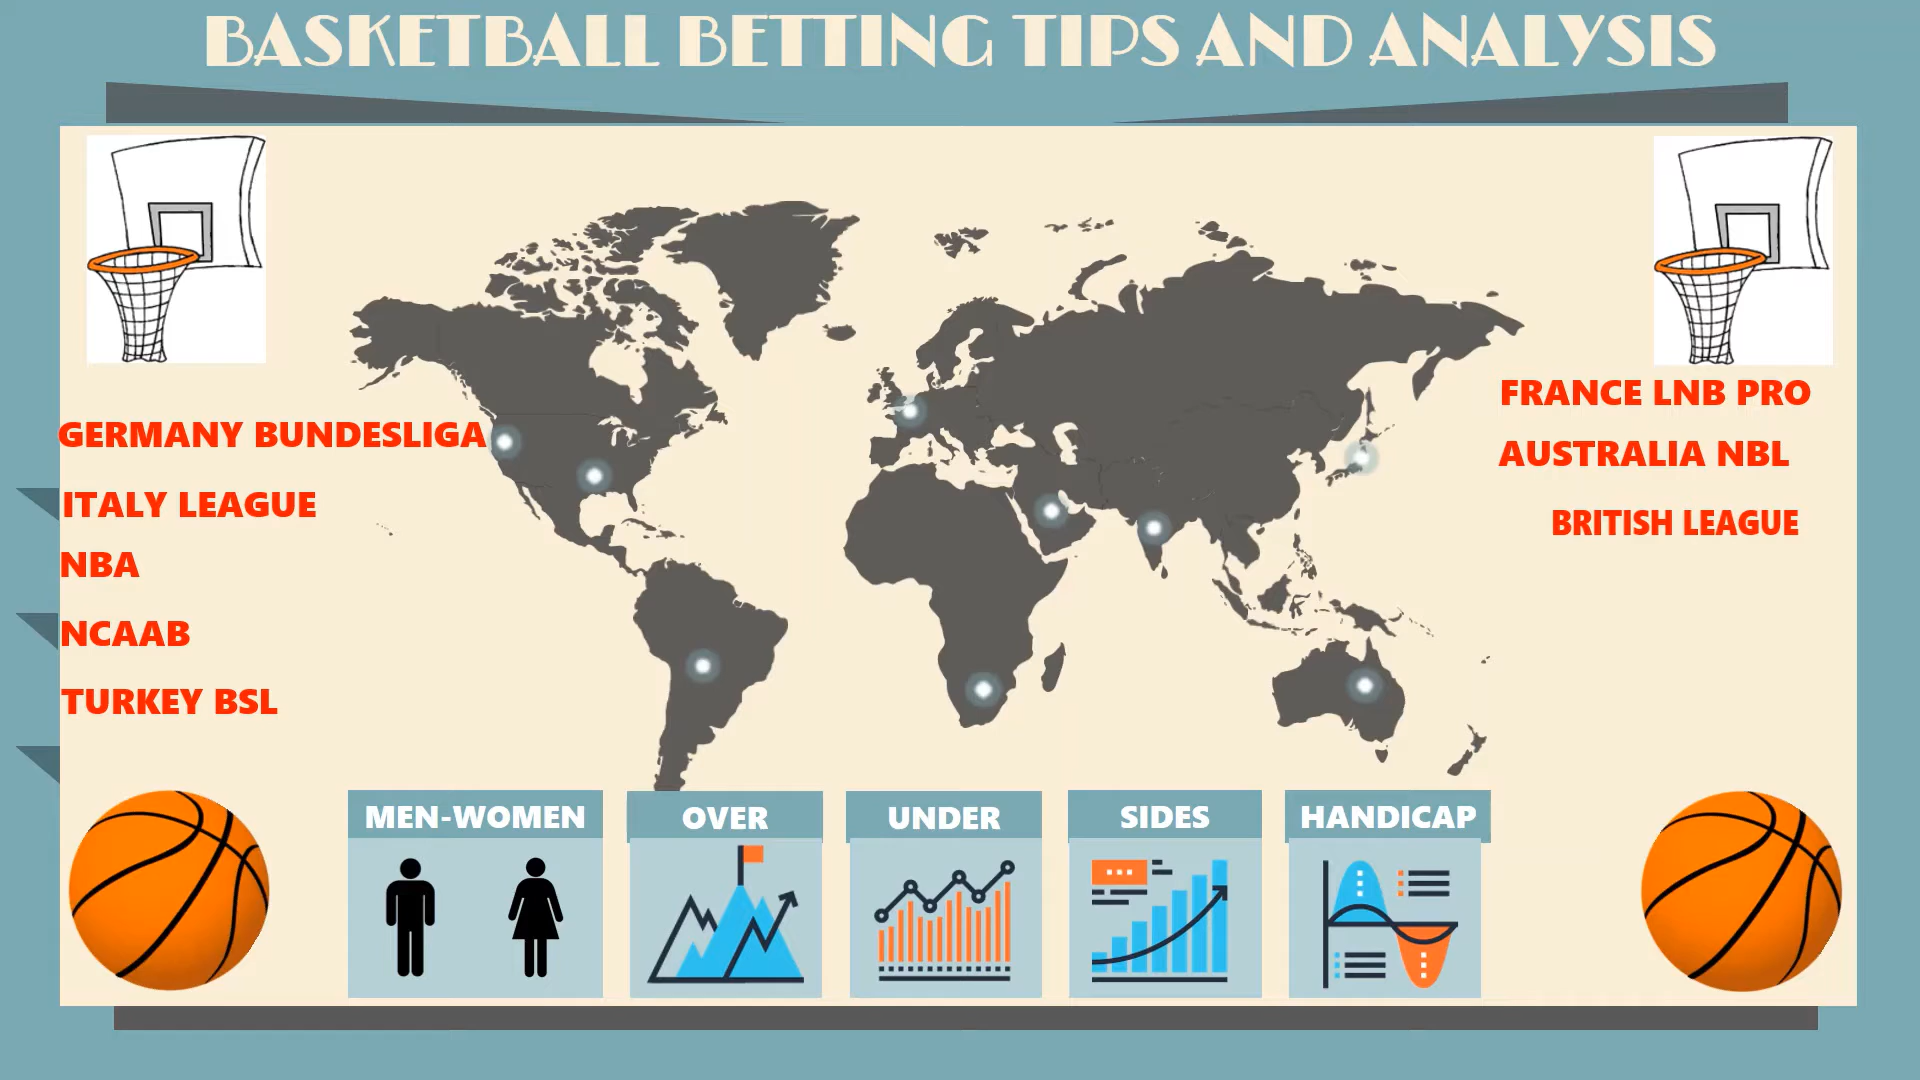 BASKETBALL BETTING TIPS AND ANALYSIS
GERMANY BUNDESLIGA
ITALY LEAGUE
NBA
NCAAB
TURKEY BSL
FRANCE LNB PRO
AUSTRALIA NBL
BRITISH LEAGUE
MEN-WOMEN
OVER
UNDER
SIDES
HANDICAP